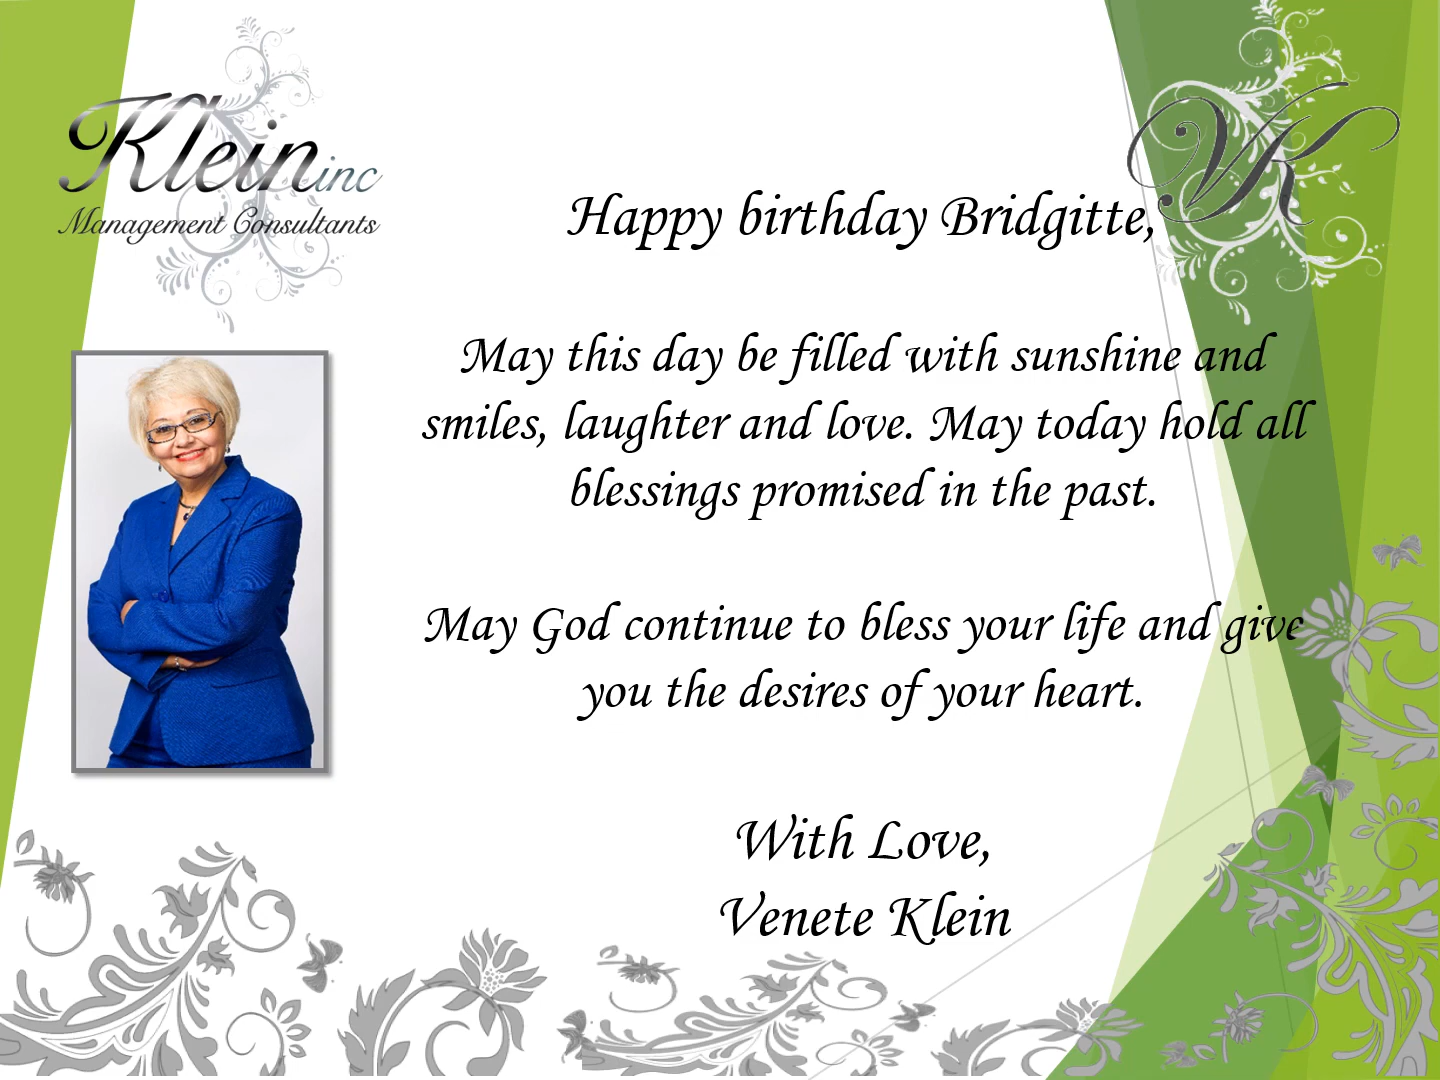 Klein inc
Management Consultants
VK
Happy birthday Bridgitte,
May this day be filled with sunshine and
smiles, laughter and love. May today hold all
blessings promised in the past.
May God continue to bless your life and give
you the desires of your heart.
With Love,
Venete Klein